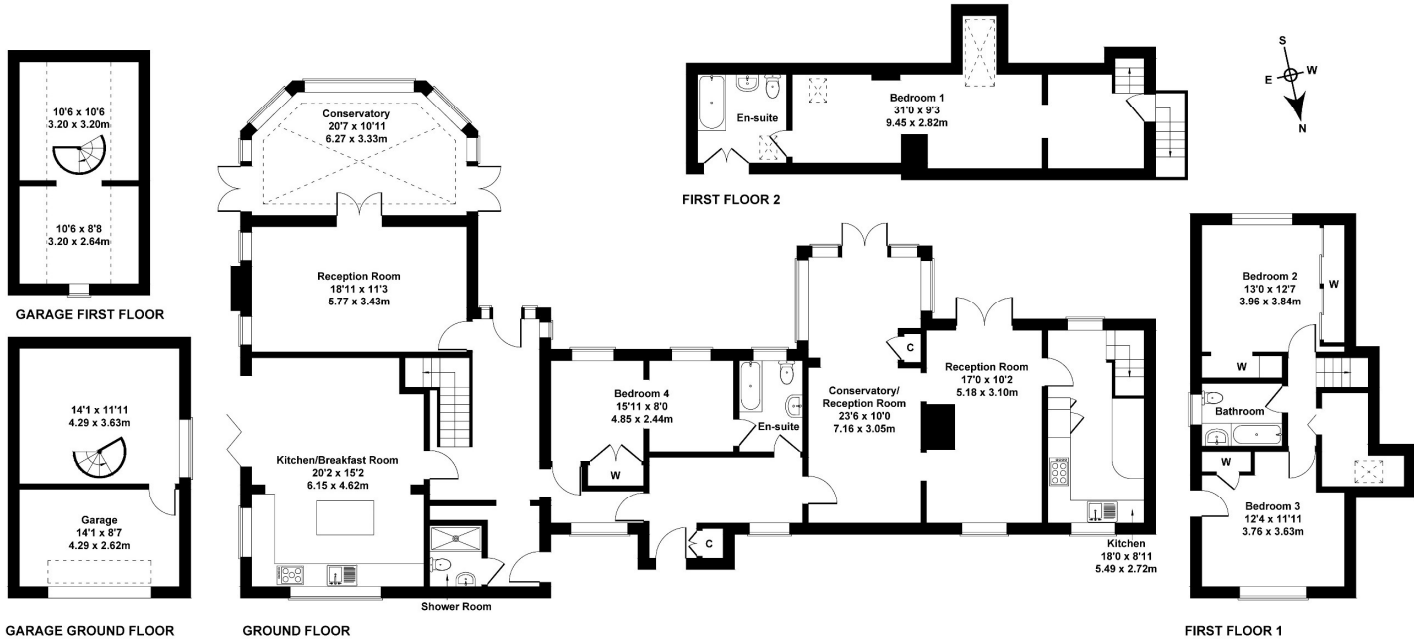 10'6 x 10'6
3.20 x 3.20m
10'6 x 8'8
3.20 x 2.64m
GARAGE FIRST FLOOR
14'1 x 11'11
4.29 x 3.63m
Garage
14'1 x 8'7
4.29 x 2.62m
GARAGE GROUND FLOOR
Conservatory
20'7 x 10'11
6.27 x 3.33m
Reception Room
18'11 x 11'3
5.77 x 3.43m
Kitchen/Breakfast Room
20'2 x 15'2
6.15 x 4.62m
Shower Room
GROUND FLOOR
Bedroom 4
15'11 x 8'0
4.85 x 2.44m
W
En-suite
C
Conservatory/
Reception Room
23'6 x 10'0
7.16 x 3.05m
C
Reception Room
17'0 x 10'2
5.18 x 3.10m
Kitchen
18'0 x 8'11
5.49 x 2.72m
En-suite
Bedroom 1
31'0 x 9'3
9.45 x 2.82m
FIRST FLOOR 2
S
E
W
N
Bedroom 2
13'0 x 12'7
3.96 x 3.84m
W
W
Bathroom
W
Bedroom 3
12'4 x 11'11
3.76 x 3.63m
FIRST FLOOR 1